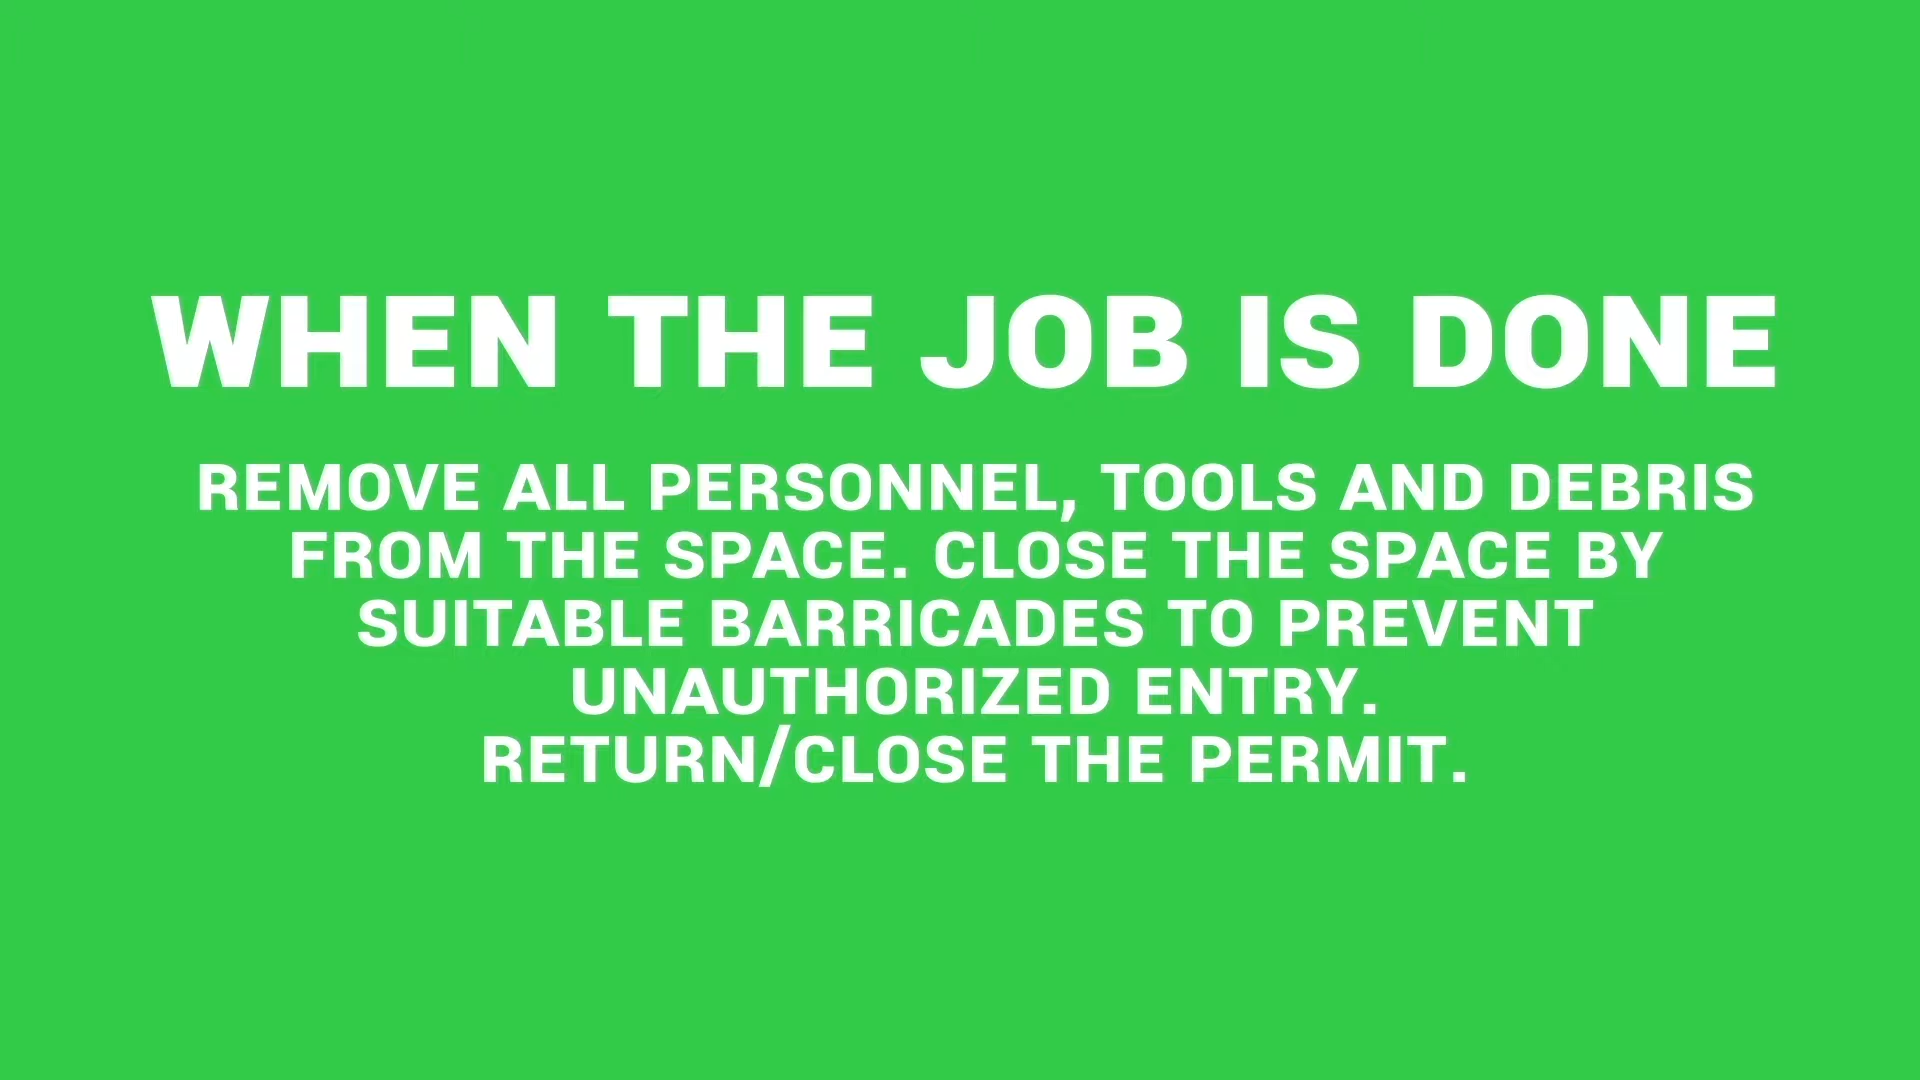 WHEN THE JOB IS DONE
REMOVE ALL PERSONNEL, TOOLS AND DEBRIS
FROM THE SPACE. CLOSE THE SPACE BY
SUITABLE BARRICADES TO PREVENT
UNAUTHORIZED ENTRY.
RETURN/CLOSE THE PERMIT.